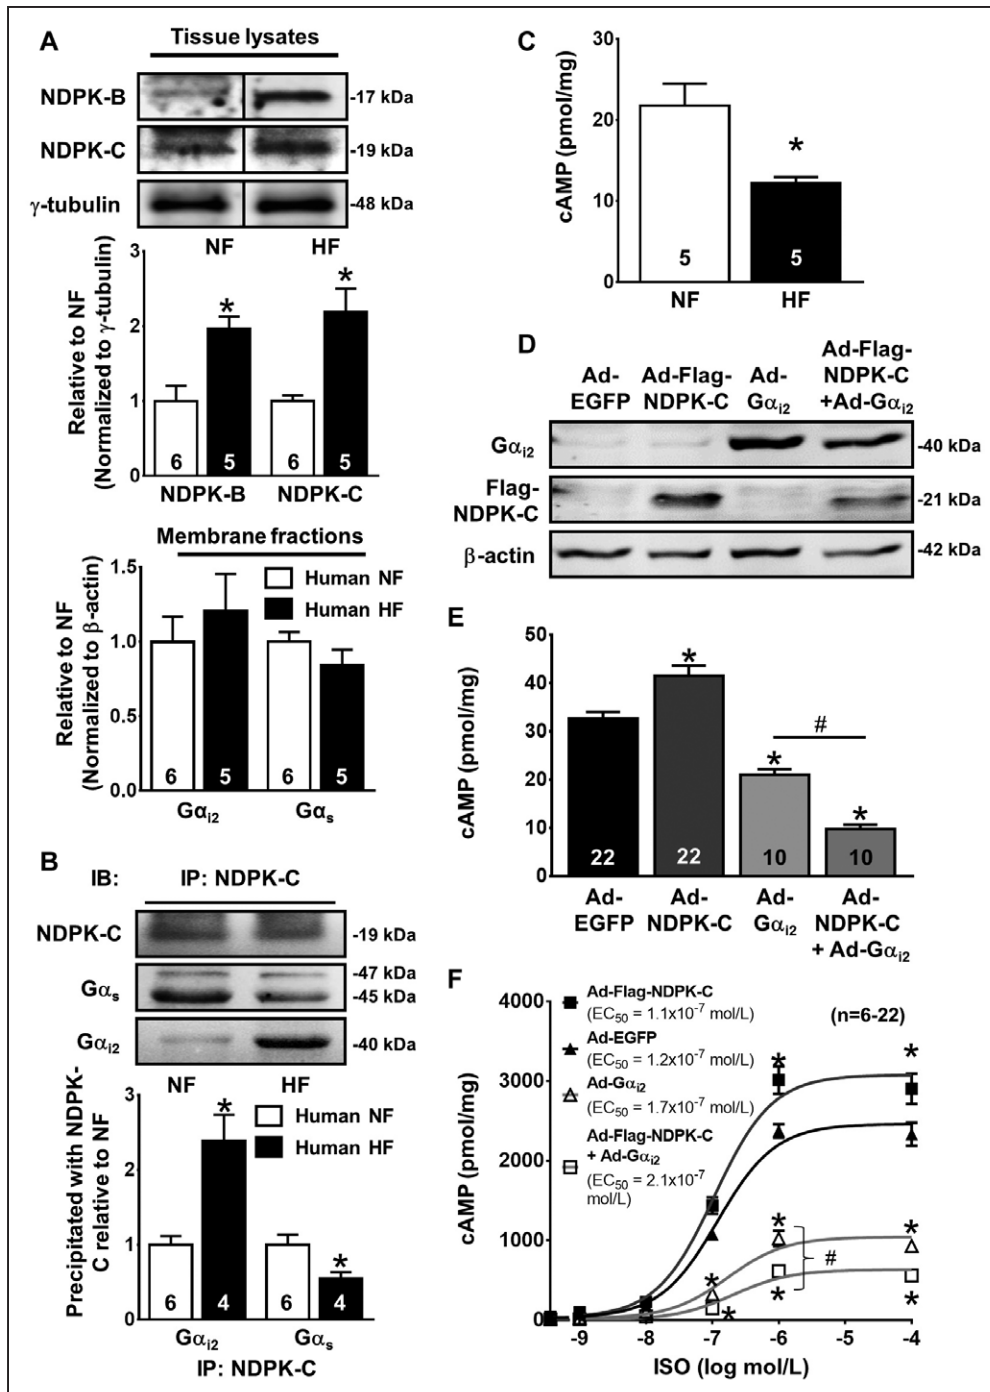 A
Tissue lysates
NDPK-B
-17 kDa
NDPK-C
-19 kDa
γ-tubulin
-48 kDa
NF HF
Relative to NF
(Normalized to γ-tubulin)
3
2
1
0
* *
6 5 6 5
NDPK-B NDPK-C
Membrane fractions
Relative to NF
(Normalized to β-actin)
1.5
1.0
0.5
0.0
Human NF
Human HF
6 5 6 5
Gαi2 Gαs
B
IB: IP: NDPK-C
NDPK-C
-19 kDa
Gαs
-47 kDa
-45 kDa
Gαi2
-40 kDa
NF HF
Precipitated with NDPK-
C relative to NF
3
2
1
0
Human NF
Human HF
* *
6 4 6 4
Gαi2 Gαs
IP: NDPK-C
C
cAMP (pmol/mg)
30
20
10
0
*
5 5
NF HF
D
Ad-
EGFP
Ad-Flag-
NDPK-C
Ad-
Gαi2
Ad-Flag-
NDPK-C
+Ad-Gαi2
Gαi2
-40 kDa
Flag-
NDPK-C
-21 kDa
β-actin
-42 kDa
E
cAMP (pmol/mg)
50
40
30
20
10
0
* * *
#
22 22 10 10
Ad-
EGFP
Ad-
NDPK-C
Ad-
Gαi2
Ad-
NDPK-C
+ Ad-Gαi2
F
cAMP (pmol/mg)
4000
3000
2000
1000
0
Ad-Flag-NDPK-C
(EC50 = 1.1x10-7 mol/L)
Ad-EGFP
(EC50 = 1.2x10-7 mol/L)
Ad-Gαi2
(EC50 = 1.7x10-7 mol/L)
Ad-Flag-NDPK-C
+ Ad-Gαi2
(EC50 = 2.1x10-7
mol/L)
(n=6-22)
* *
* *
* #
* * *
-9 -8 -7 -6 -5 -4
ISO (log mol/L)